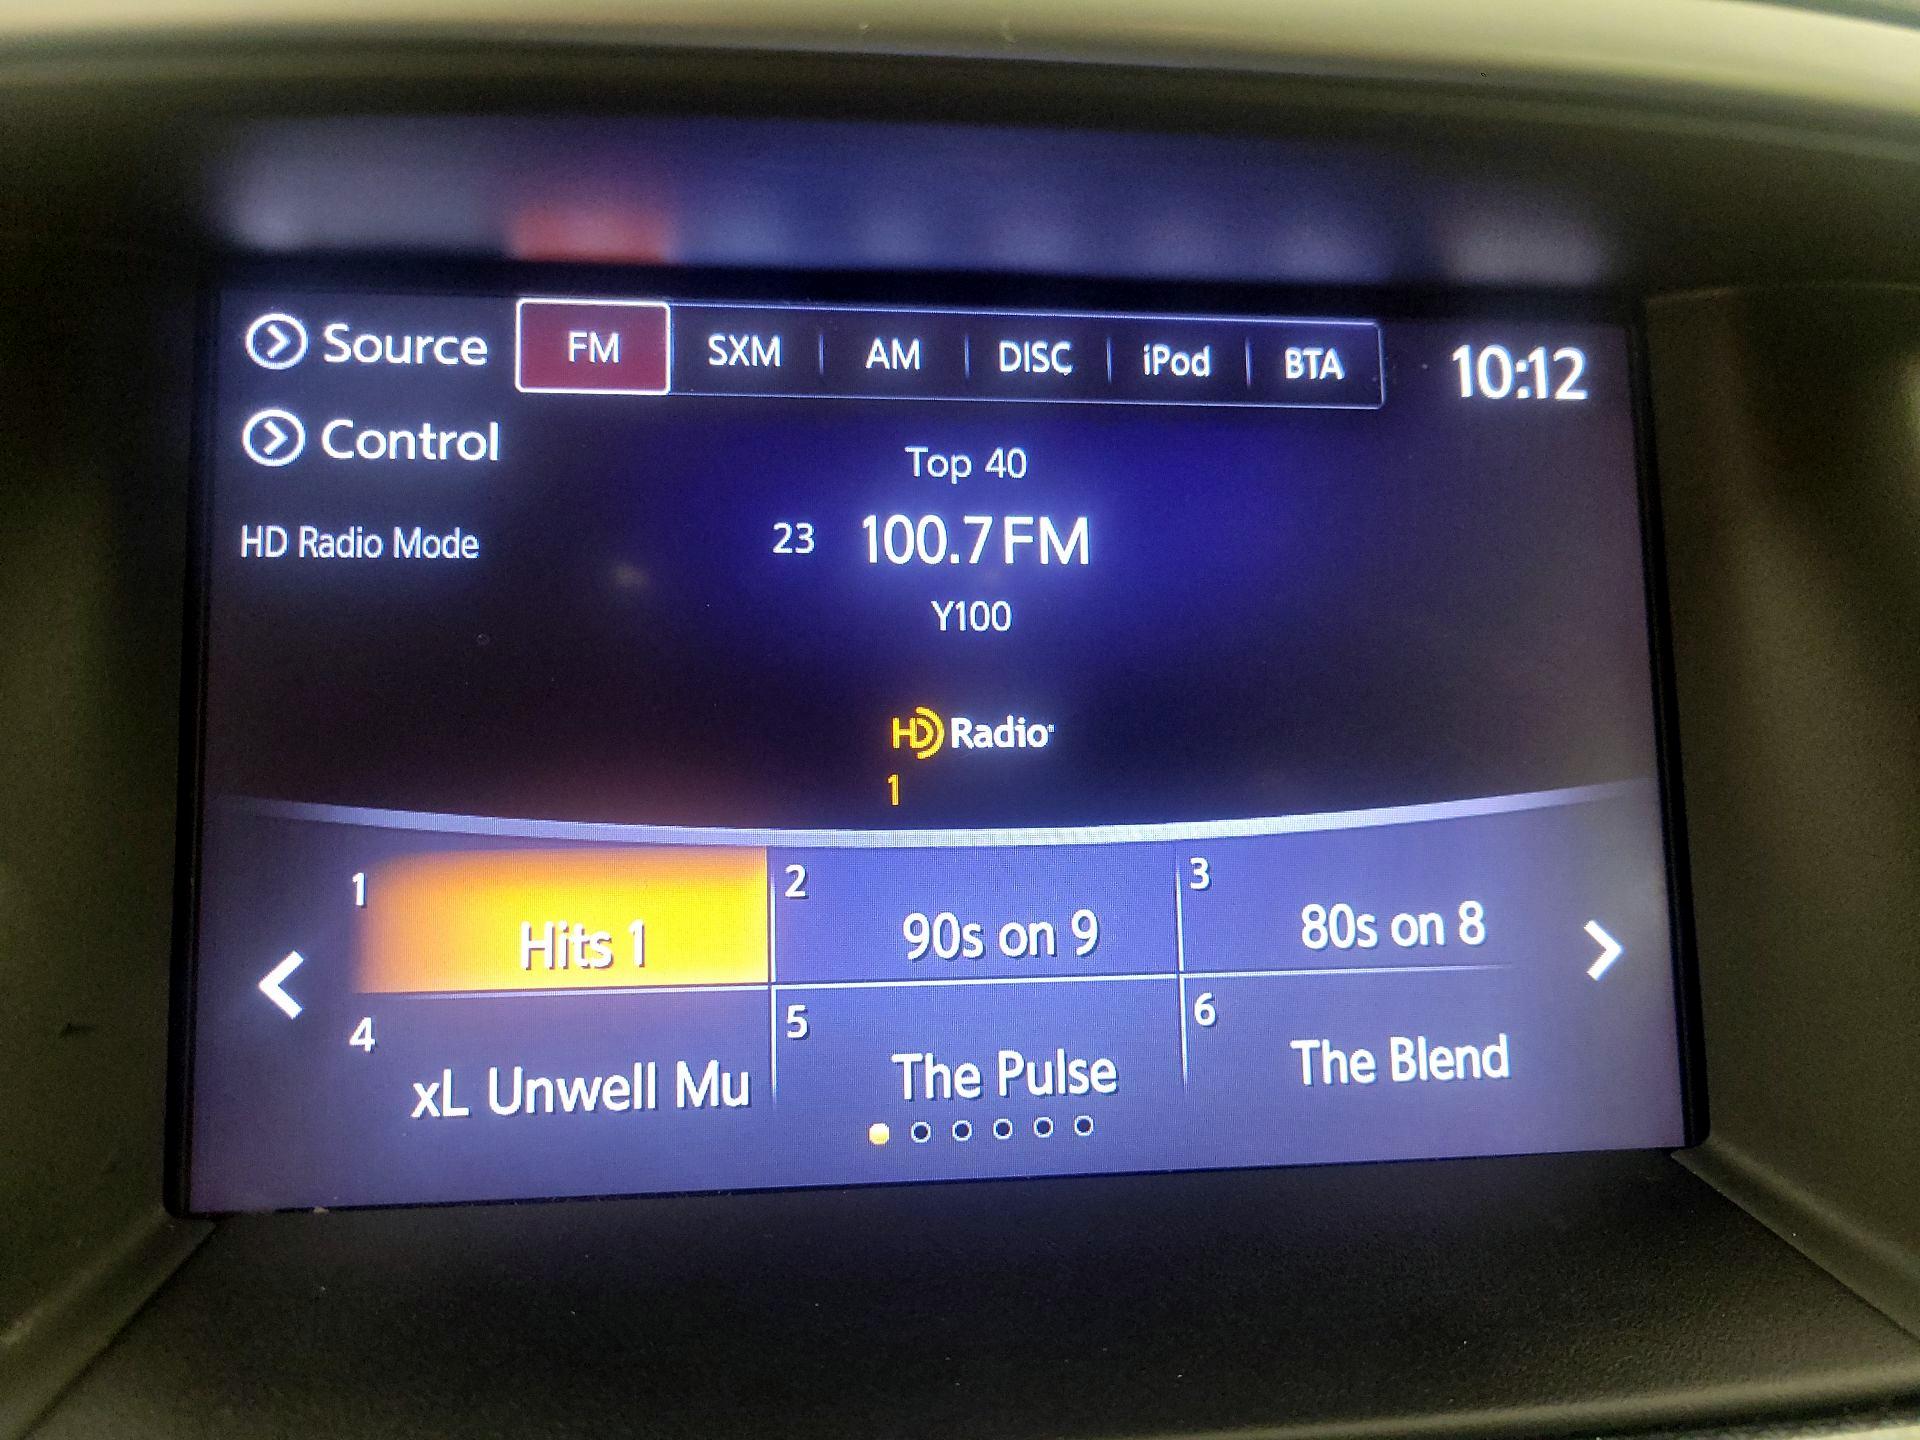 Source FM SXM AM DISC iPod BTA 10:12
Control
Top 40
HD Radio Mode 23 100.7 FM
Y100
HD Radio
1
1 Hits 1 2 90s on 9 3 80s on 8
4 xL Unwell Mu 5 The Pulse 6 The Blend